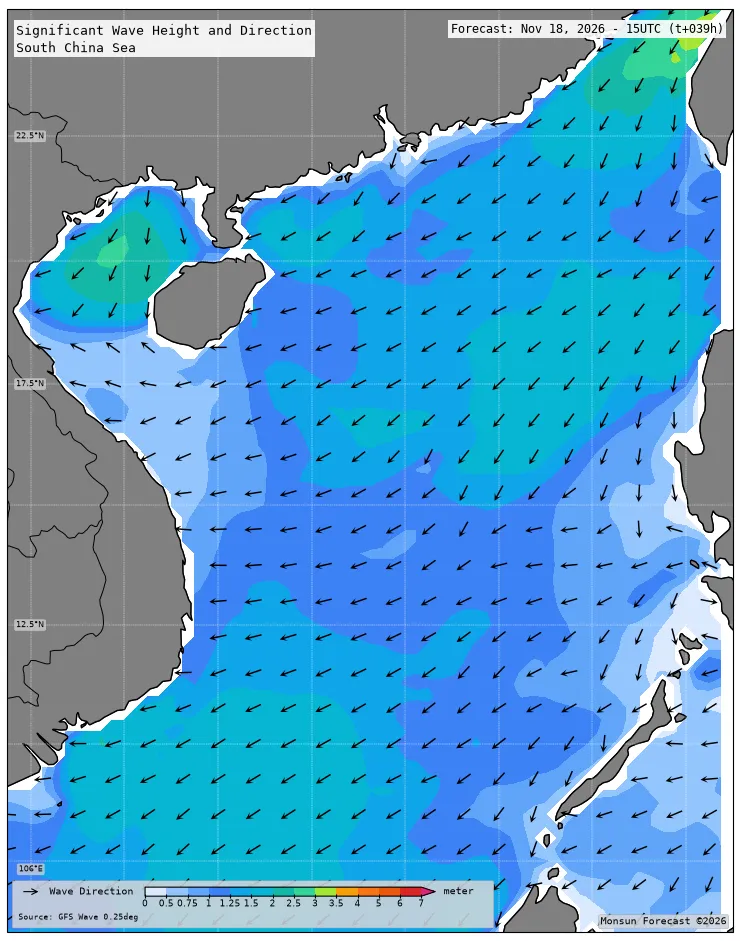 Significant Wave Height and Direction
South China Sea
Forecast: Nov 18, 2026 - 15UTC (t+039h)
22.5°N
17.5°N
12.5°N
106°E
Wave Direction
0 0.5 0.75 1 1.25 1.5 2 2.5 3 3.5 4 5 6 7 meter
Source: GFS Wave 0.25deg
Monsun Forecast ©2026